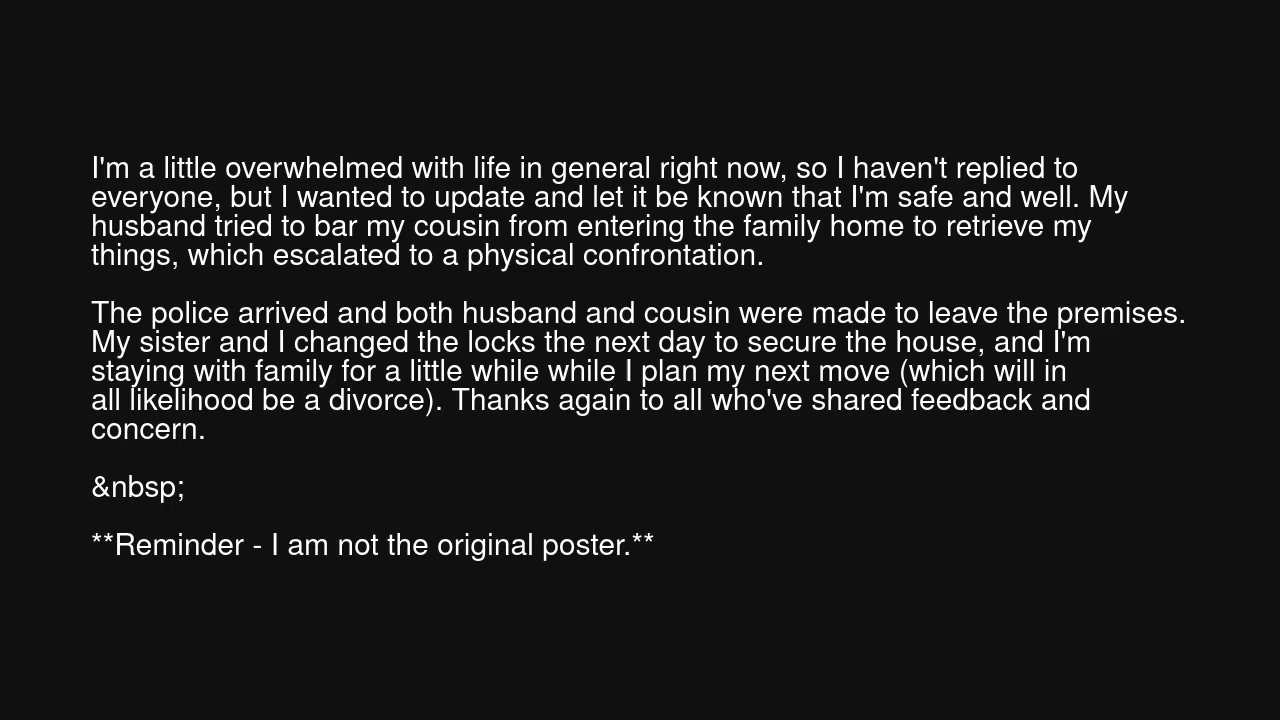 I'm a little overwhelmed with life in general right now, so I haven't replied to
everyone, but I wanted to update and let it be known that I'm safe and well. My
husband tried to bar my cousin from entering the family home to retrieve my
things, which escalated to a physical confrontation.
The police arrived and both husband and cousin were made to leave the premises.
My sister and I changed the locks the next day to secure the house, and I'm
staying with family for a little while while I plan my next move (which will in
all likelihood be a divorce). Thanks again to all who've shared feedback and
concern.
&nbsp;
**Reminder - I am not the original poster.**